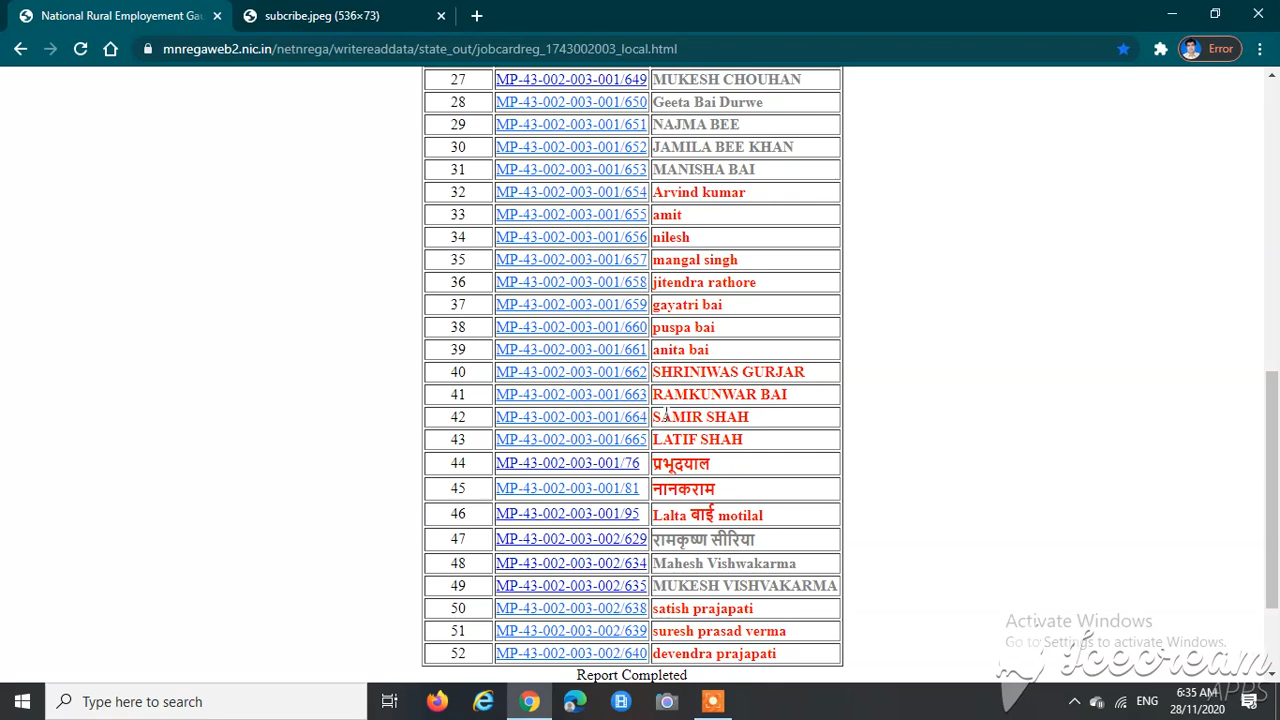 National Rural Employement Gau
subcribe.jpeg (536×73)
mnregaweb2.nic.in/netnrega/writereaddata/state_out/jobcardreg_1743002003_local.html
Error
27 MP-43-002-003-001/649 MUKESH CHOUHAN
28 MP-43-002-003-001/650 Geeta Bai Durwe
29 MP-43-002-003-001/651 NAJMA BEE
30 MP-43-002-003-001/652 JAMILA BEE KHAN
31 MP-43-002-003-001/653 MANISHA BAI
32 MP-43-002-003-001/654 Arvind kumar
33 MP-43-002-003-001/655 amit
34 MP-43-002-003-001/656 nilesh
35 MP-43-002-003-001/657 mangal singh
36 MP-43-002-003-001/658 jitendra rathore
37 MP-43-002-003-001/659 gayatri bai
38 MP-43-002-003-001/660 puspa bai
39 MP-43-002-003-001/661 anita bai
40 MP-43-002-003-001/662 SHRINIWAS GURJAR
41 MP-43-002-003-001/663 RAMKUNWAR BAI
42 MP-43-002-003-001/664 SAMIR SHAH
43 MP-43-002-003-001/665 LATIF SHAH
44 MP-43-002-003-001/76 प्रभूदयाल
45 MP-43-002-003-001/81 नानकराम
46 MP-43-002-003-001/95 Lalta बाई motilal
47 MP-43-002-003-002/629 रामकृष्ण सीरिया
48 MP-43-002-003-002/634 Mahesh Vishwakarma
49 MP-43-002-003-002/635 MUKESH VISHVAKARMA
50 MP-43-002-003-002/638 satish prajapati
51 MP-43-002-003-002/639 suresh prasad verma
52 MP-43-002-003-002/640 devendra prajapati
Report Completed
Activate Windows
Go to Settings to activate Windows.
Icecream
APPS
Type here to search
ENG
6:35 AM
28/11/2020